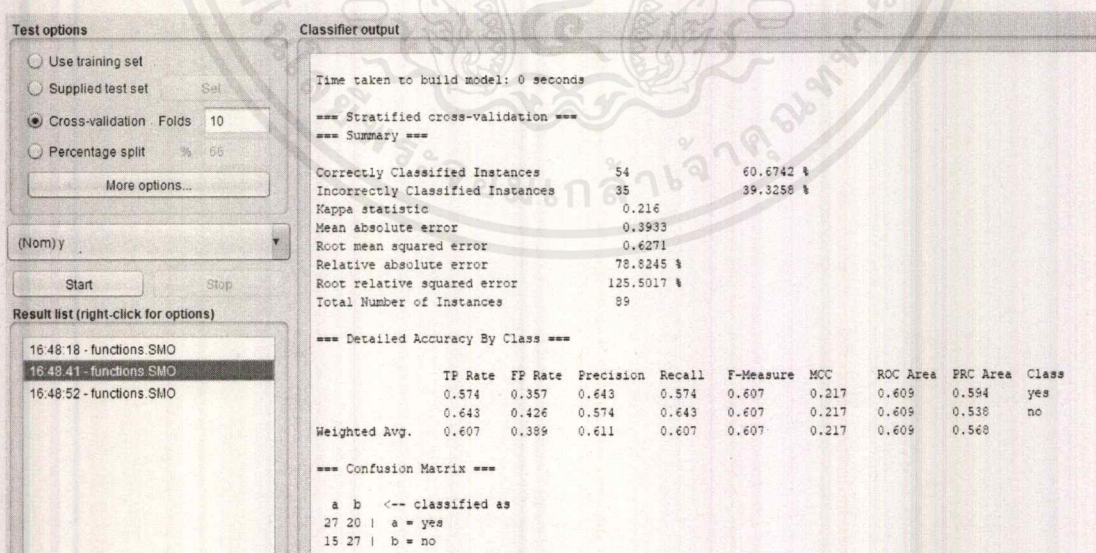 Test options
Use training set
Supplied test set Set...
Cross-validation Folds 10
Percentage split % 66
More options...
(Nom) y
Start Stop
Result list (right-click for options)
16:48:18 - functions.SMO
16:48:41 - functions.SMO
16:48:52 - functions.SMO
Classifier output
Time taken to build model: 0 seconds
=== Stratified cross-validation ===
=== Summary ===
Correctly Classified Instances 54 60.6742 %
Incorrectly Classified Instances 35 39.3258 %
Kappa statistic 0.216
Mean absolute error 0.3933
Root mean squared error 0.6271
Relative absolute error 78.8245 %
Root relative squared error 125.5017 %
Total Number of Instances 89
=== Detailed Accuracy By Class ===
TP Rate FP Rate Precision Recall F-Measure MCC ROC Area PRC Area Class
0.574 0.357 0.643 0.574 0.607 0.217 0.609 0.594 yes
0.643 0.426 0.574 0.643 0.607 0.217 0.609 0.538 no
Weighted Avg. 0.607 0.389 0.611 0.607 0.607 0.217 0.609 0.568
=== Confusion Matrix ===
a b <-- classified as
27 20 | a = yes
15 27 | b = no